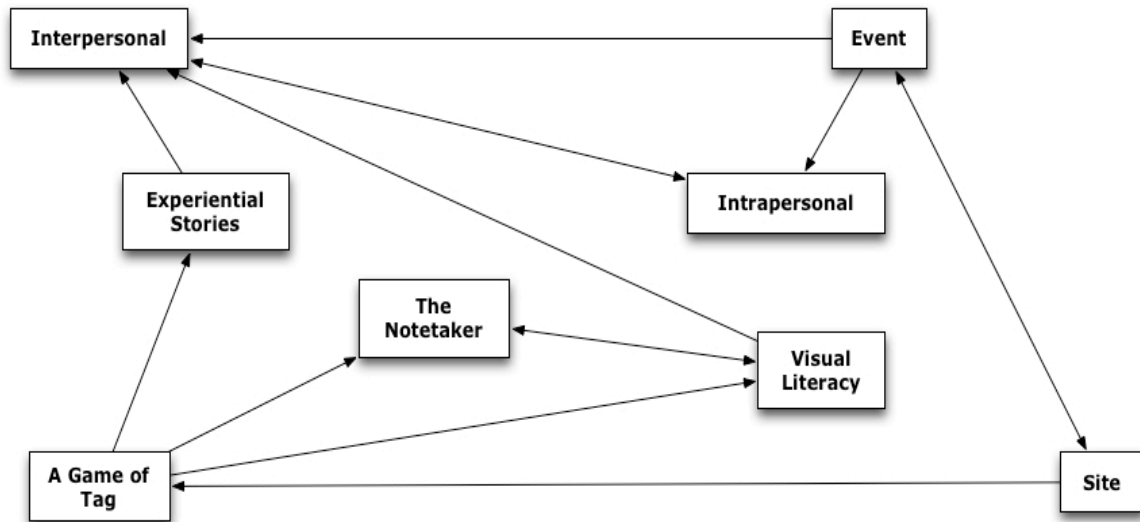 Interpersonal
Event
Experiential
Stories
Intrapersonal
The
Notetaker
Visual
Literacy
A Game of
Tag
Site